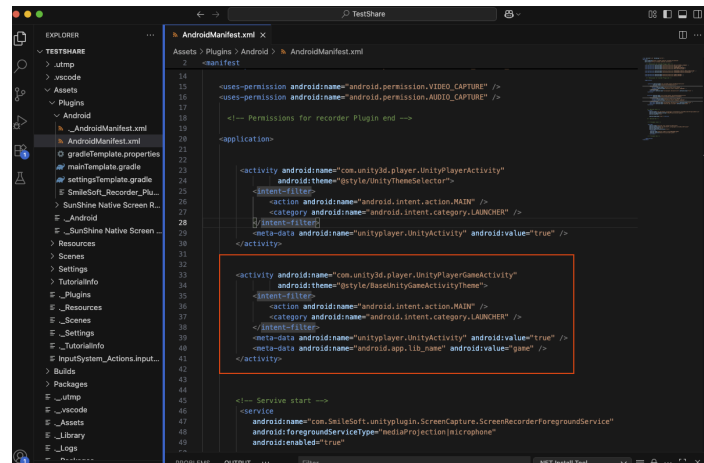 TestShare
EXPLORER
TESTSHARE
.utmp
.vscode
Assets
Plugins
Android
._AndroidManifest.xml
AndroidManifest.xml
gradleTemplate.properties
mainTemplate.gradle
settingsTemplate.gradle
SmileSoft_Recorder_Plu...
SunShine Native Screen R...
._Android
._SunShine Native Screen ...
Resources
Scenes
Settings
TutorialInfo
._Plugins
._Resources
._Scenes
._Settings
._TutorialInfo
InputSystem_Actions.input...
Builds
Packages
._.utmp
._.vscode
._Assets
._Library
._Logs
AndroidManifest.xml
Assets > Plugins > Android > AndroidManifest.xml
2 <manifest
14
15 <uses-permission android:name="android.permission.VIDEO_CAPTURE" />
16 <uses-permission android:name="android.permission.AUDIO_CAPTURE" />
17
18 <!-- Permissions for recorder Plugin end -->
19
20 <application>
21
22
23 <activity android:name="com.unity3d.player.UnityPlayerActivity"
24 android:theme="@style/UnityThemeSelector">
25 <intent-filter>
26 <action android:name="android.intent.action.MAIN" />
27 <category android:name="android.intent.category.LAUNCHER" />
28 </intent-filter>
29 <meta-data android:name="unityplayer.UnityActivity" android:value="true" />
30 </activity>
31
32
33 <activity android:name="com.unity3d.player.UnityPlayerGameActivity"
34 android:theme="@style/BaseUnityGameActivityTheme">
35 <intent-filter>
36 <action android:name="android.intent.action.MAIN" />
37 <category android:name="android.intent.category.LAUNCHER" />
38 </intent-filter>
39 <meta-data android:name="unityplayer.UnityActivity" android:value="true" />
40 <meta-data android:name="android.app.lib_name" android:value="game" />
41 </activity>
42
43
44
45 <!-- Servive start -->
46 <service
47 android:name="com.SmileSoft.unityplugin.ScreenCapture.ScreenRecorderForegroundService"
48 android:foregroundServiceType="mediaProjection|microphone"
49 android:enabled="true"